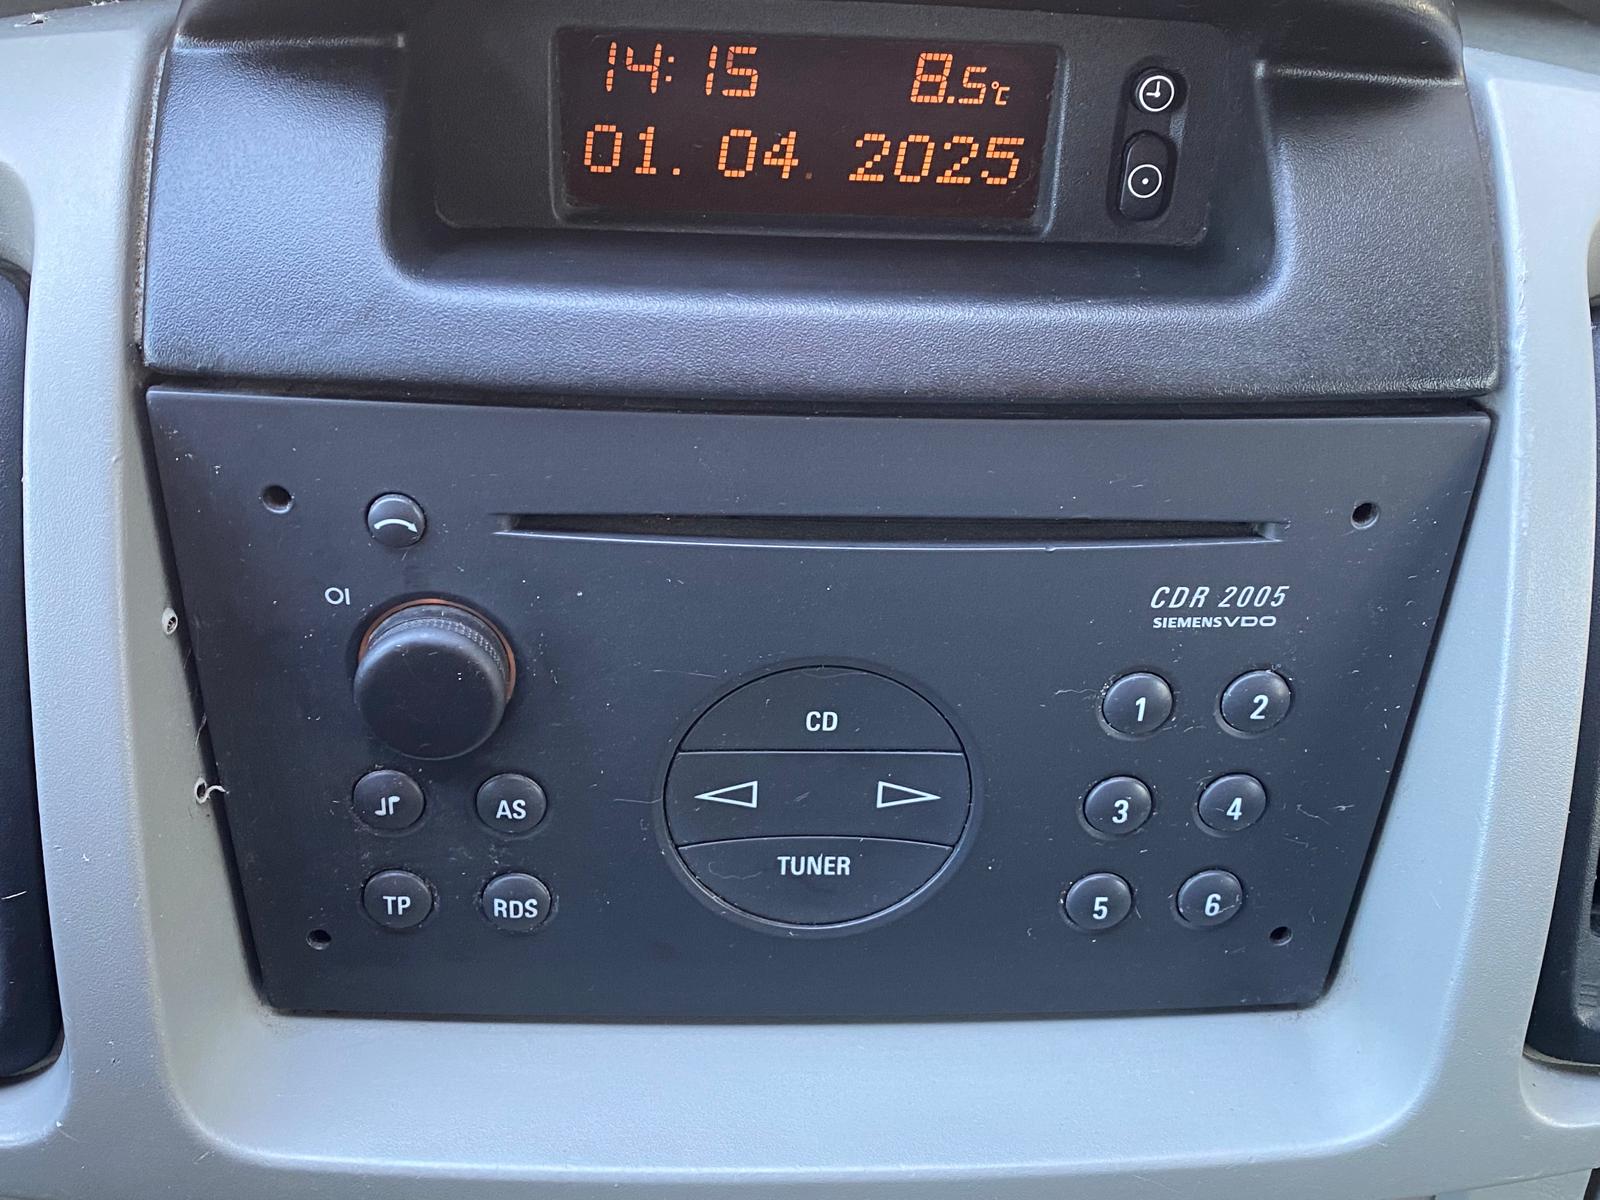 14:15 8.5°C
01. 04. 2025
OI
CDR 2005
SIEMENS VDO
CD
1 2
AS
3 4
TUNER
TP RDS
5 6